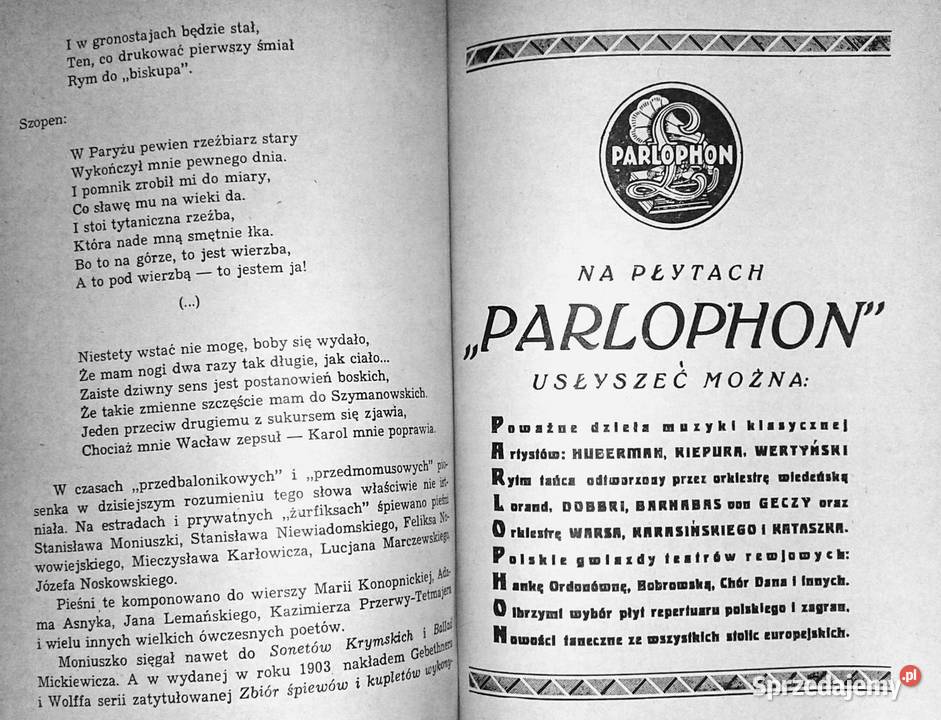 I w gronostajach będzie stał,
Ten, co drukować pierwszy śmiał
Rym do „biskupa".
Szopen:
W Paryżu pewien rzeźbiarz stary
Wykończył mnie pewnego dnia.
I pomnik zrobił mi do miary,
Co sławę mu na wieki da.
I stoi tytaniczna rzeźba,
Która nade mną smętnie łka.
Bo to na górze, to jest wierzba,
A to pod wierzbą — to jestem ja!
(...)
Niestety wstać nie mogę, boby się wydało,
Że mam nogi dwa razy tak długie, jak ciało...
Zaiste dziwny sens jest postanowień boskich,
Że takie zmienne szczęście mam do Szymanowskich.
Jeden przeciw drugiemu z sukursem się zjawia,
Chociaż mnie Wacław zepsuł — Karol mnie poprawia.
W czasach „przedbalonikowych" i „przedmomusowych" pio-
senka w dzisiejszym rozumieniu tego słowa właściwie nie ist-
niała. Na estradach i prywatnych „żurfiksach" śpiewano pieśni
Stanisława Moniuszki, Stanisława Niewiadomskiego, Feliksa No-
wowiejskiego, Mieczysława Karłowicza, Lucjana Marczewskiego,
Józefa Noskowskiego.
Pieśni te komponowano do wierszy Marii Konopnickiej, Ada-
ma Asnyka, Jana Lemańskiego, Kazimierza Przerwy-Tetmajera
i wielu innych wielkich ówczesnych poetów.
Moniuszko sięgał nawet do Sonetów Krymskich i Ballad
Mickiewicza. A w wydanej w roku 1903 nakładem Gebethnera
i Wolffa serii zatytułowanej Zbiór śpiewów i kupletów wykony-
PARLOPHON
NA PŁYTACH
„PARLOPHON"
USŁYSZEĆ MOŻNA:
Poważne dzieła muzyki klasycznej
Artystów: HUBERMAN, KIEPURA, WERTYŃSKI
Rytm tańca odtworzony przez orkiestrę wiedeńską
Lorand, DOBBRI, BARNABAS von GECZY oraz
Orkiestrę WARSA, KARASIŃSKIEGO i KATASZKA.
Polskie gwiazdy teatrów rewjowych:
Hankę Ordonównę, Bobrowską, Chór Dana i innych.
Olbrzymi wybór płyt repertuaru polskiego i zagran.
Nowości taneczne ze wszystkich stolic europejskich.
Sprzedajemy.pl